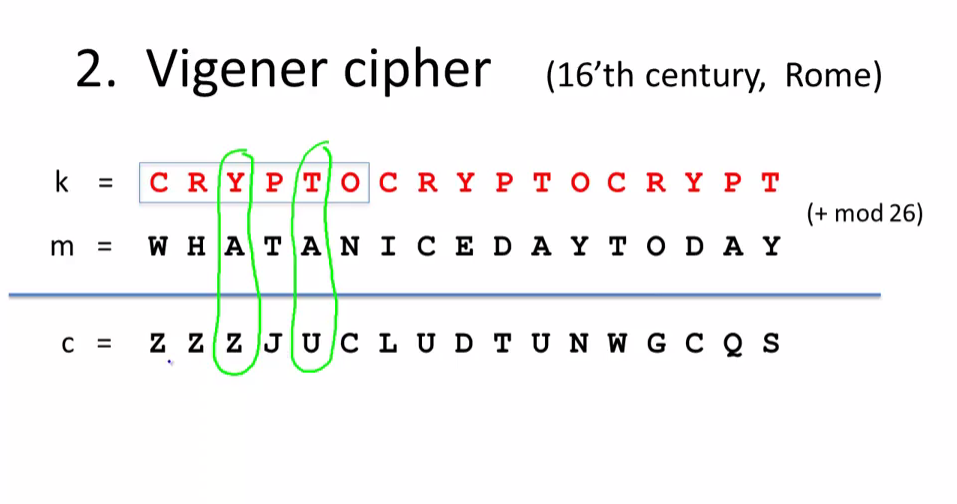 2. Vigener cipher (16’th century, Rome)
k = C R Y P T O C R Y P T O C R Y P T
(+ mod 26)
m = W H A T A N I C E D A Y T O D A Y
c = Z Z Z J U C L U D T U N W G C Q S